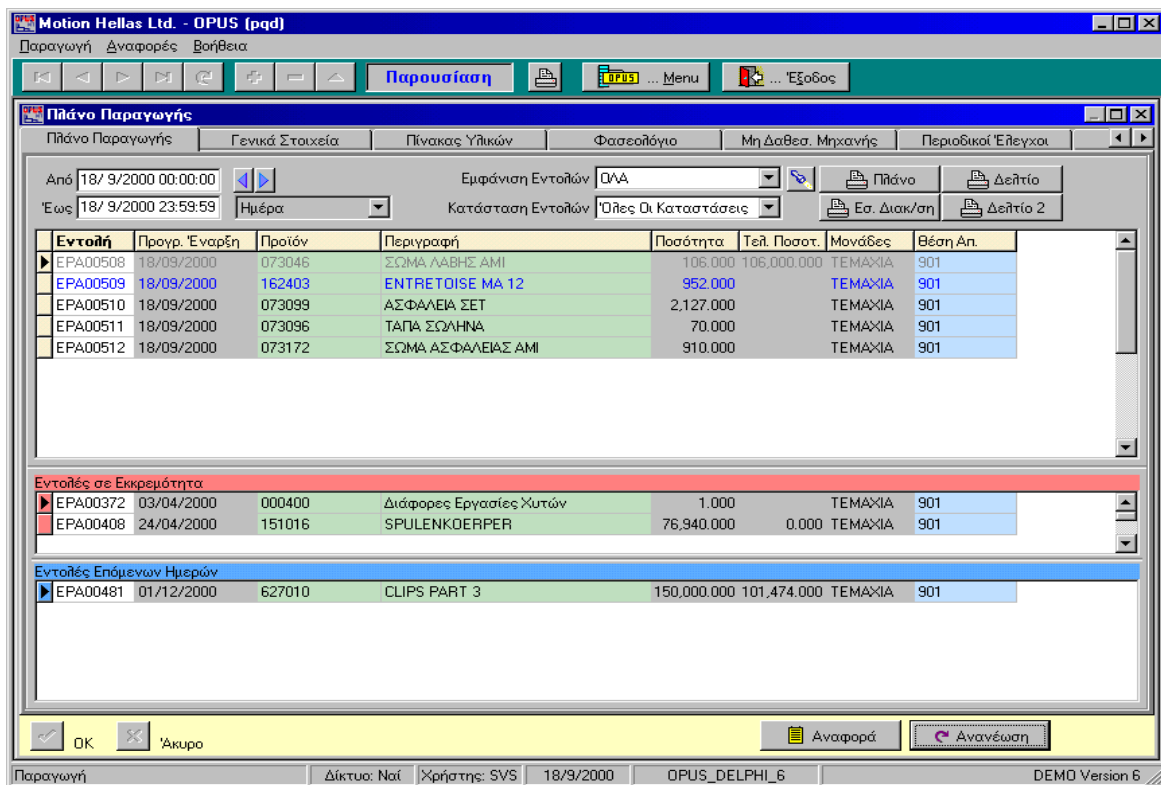 Motion Hellas Ltd. - OPUS (pqd)
Παραγωγή Αναφορές Βοήθεια
Παρουσίαση OPUS ... Menu ... Έξοδος
Πλάνο Παραγωγής
Πλάνο Παραγωγής Γενικά Στοιχεία Πίνακας Υλικών Φασεολόγιο Μη Δαθεσ. Μηχανής Περιοδικοί Έλεγχοι
Από 18/ 9/2000 00:00:00 Εμφάνιση Εντολών ΟΛΑ Πλάνο Δελτίο
Έως 18/ 9/2000 23:59:59 Ημέρα Κατάσταση Εντολών Όλες Οι Καταστάσεις Εσ. Διακ/ση Δελτίο 2
Εντολή Προγρ. Έναρξη Προϊόν Περιγραφή Ποσότητα Τελ. Ποσοτ. Μονάδες Θέση Απ.
EPA00508 18/09/2000 073046 ΣΩΜΑ ΛΑΒΗΣ ΑΜΙ 106.000 106,000.000 ΤΕΜΑΧΙΑ 901
EPA00509 18/09/2000 162403 ENTRETOISE MA 12 952.000 ΤΕΜΑΧΙΑ 901
EPA00510 18/09/2000 073099 ΑΣΦΑΛΕΙΑ ΣΕΤ 2,127.000 ΤΕΜΑΧΙΑ 901
EPA00511 18/09/2000 073096 ΤΑΠΑ ΣΩΛΗΝΑ 70.000 ΤΕΜΑΧΙΑ 901
EPA00512 18/09/2000 073172 ΣΩΜΑ ΑΣΦΑΛΕΙΑΣ ΑΜΙ 910.000 ΤΕΜΑΧΙΑ 901
Εντολές σε Εκκρεμότητα
EPA00372 03/04/2000 000400 Διάφορες Εργασίες Χυτών 1.000 ΤΕΜΑΧΙΑ 901
EPA00408 24/04/2000 151016 SPULENKOERPER 76,940.000 0.000 ΤΕΜΑΧΙΑ 901
Εντολές Επόμενων Ημερών
EPA00481 01/12/2000 627010 CLIPS PART 3 150,000.000 101,474.000 ΤΕΜΑΧΙΑ 901
OK Άκυρο Αναφορά Ανανέωση
Παραγωγή Δίκτυο: Ναί Χρήστης: SVS 18/9/2000 OPUS_DELPHI_6 DEMO Version 6